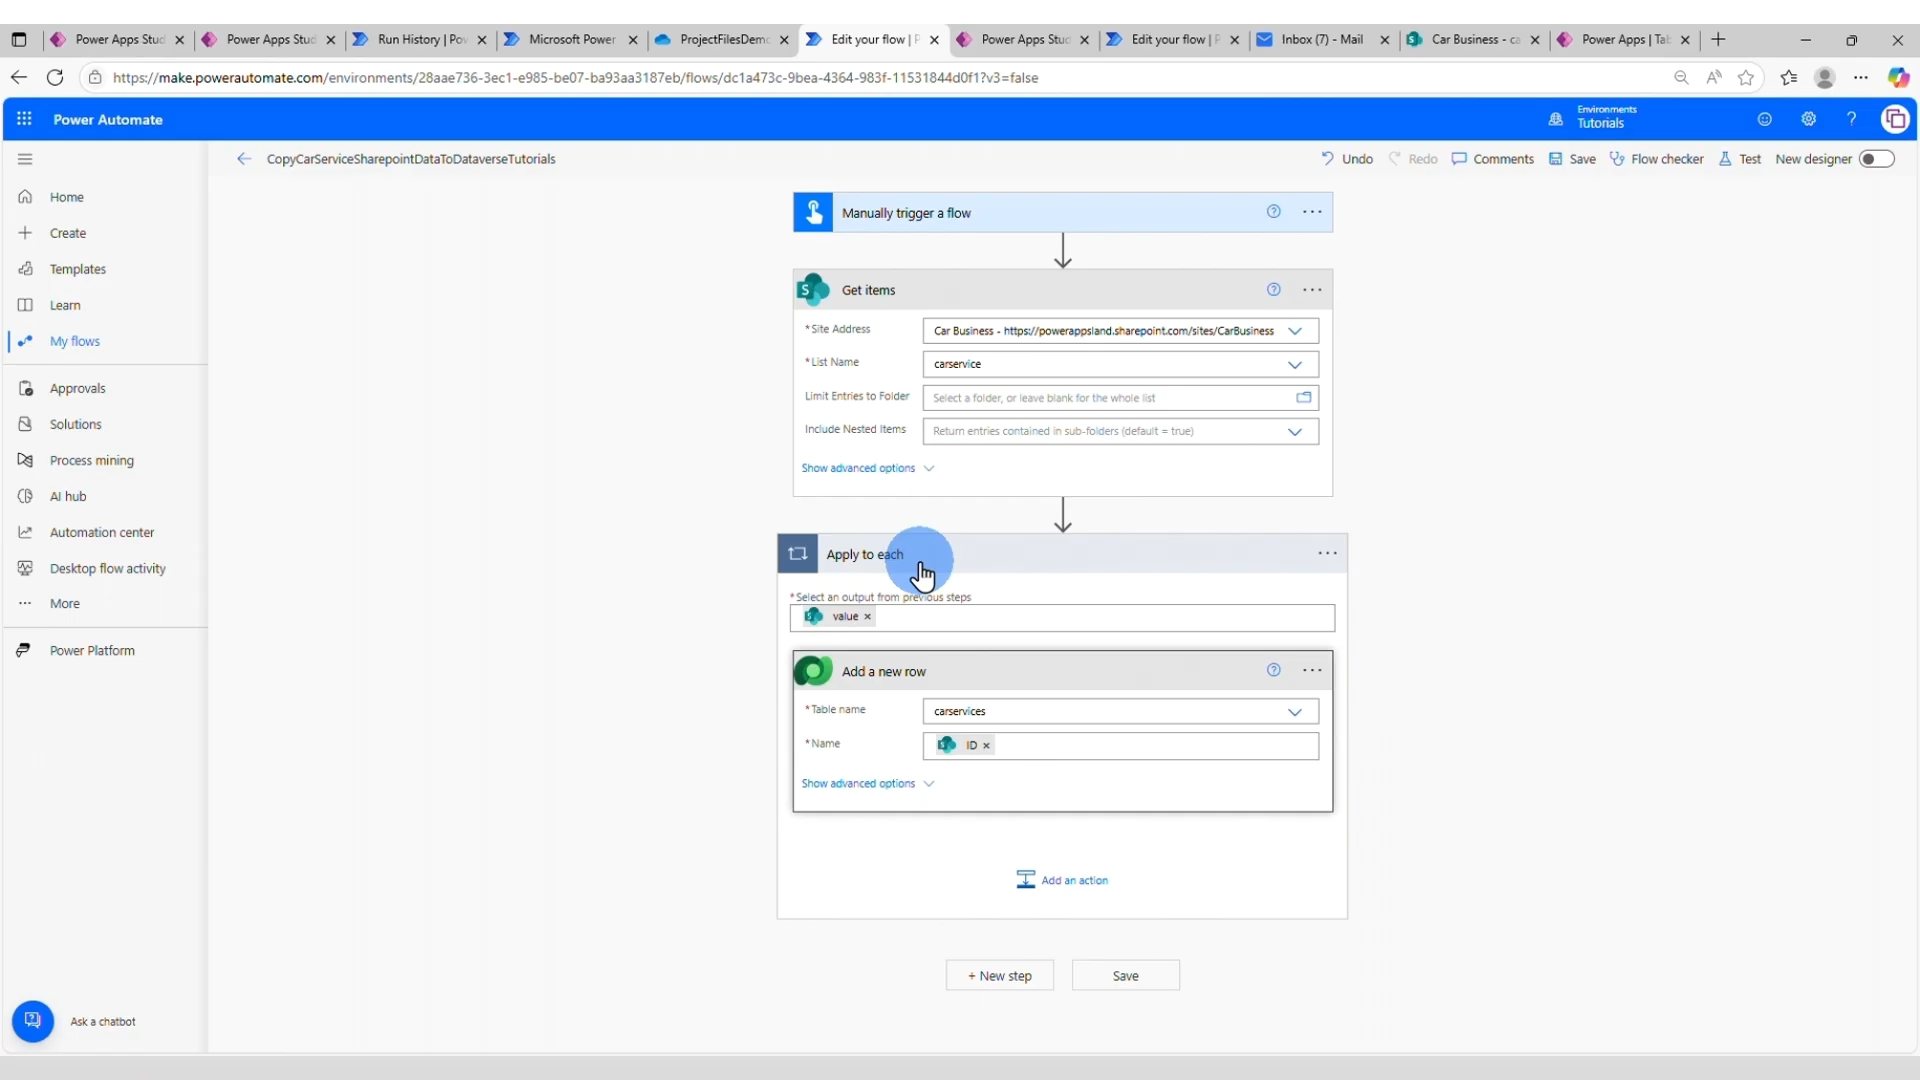 Power Apps Stud
Power Apps Stud
Run History | Pov
Microsoft Power
ProjectFilesDemo
Edit your flow | P
Power Apps Stud
Edit your flow | P
Inbox (7) - Mail
Car Business - ca
Power Apps | Tab
https://make.powerautomate.com/environments/28aae736-3ec1-e985-be07-ba93aa3187eb/flows/dc1a473c-9bea-4364-983f-11531844d0f1?v3=false
Power Automate
Environments
Tutorials
CopyCarServiceSharepointDataToDataverseTutorials
Undo
Redo
Comments
Save
Flow checker
Test
New designer
Home
Create
Templates
Learn
My flows
Approvals
Solutions
Process mining
AI hub
Automation center
Desktop flow activity
More
Power Platform
Ask a chatbot
Manually trigger a flow
Get items
* Site Address
Car Business - https://powerappsland.sharepoint.com/sites/CarBusiness
* List Name
carservice
Limit Entries to Folder
Select a folder, or leave blank for the whole list
Include Nested Items
Return entries contained in sub-folders (default = true)
Show advanced options
Apply to each
* Select an output from previous steps
value ×
Add a new row
* Table name
carservices
* Name
ID ×
Show advanced options
Add an action
+ New step
Save